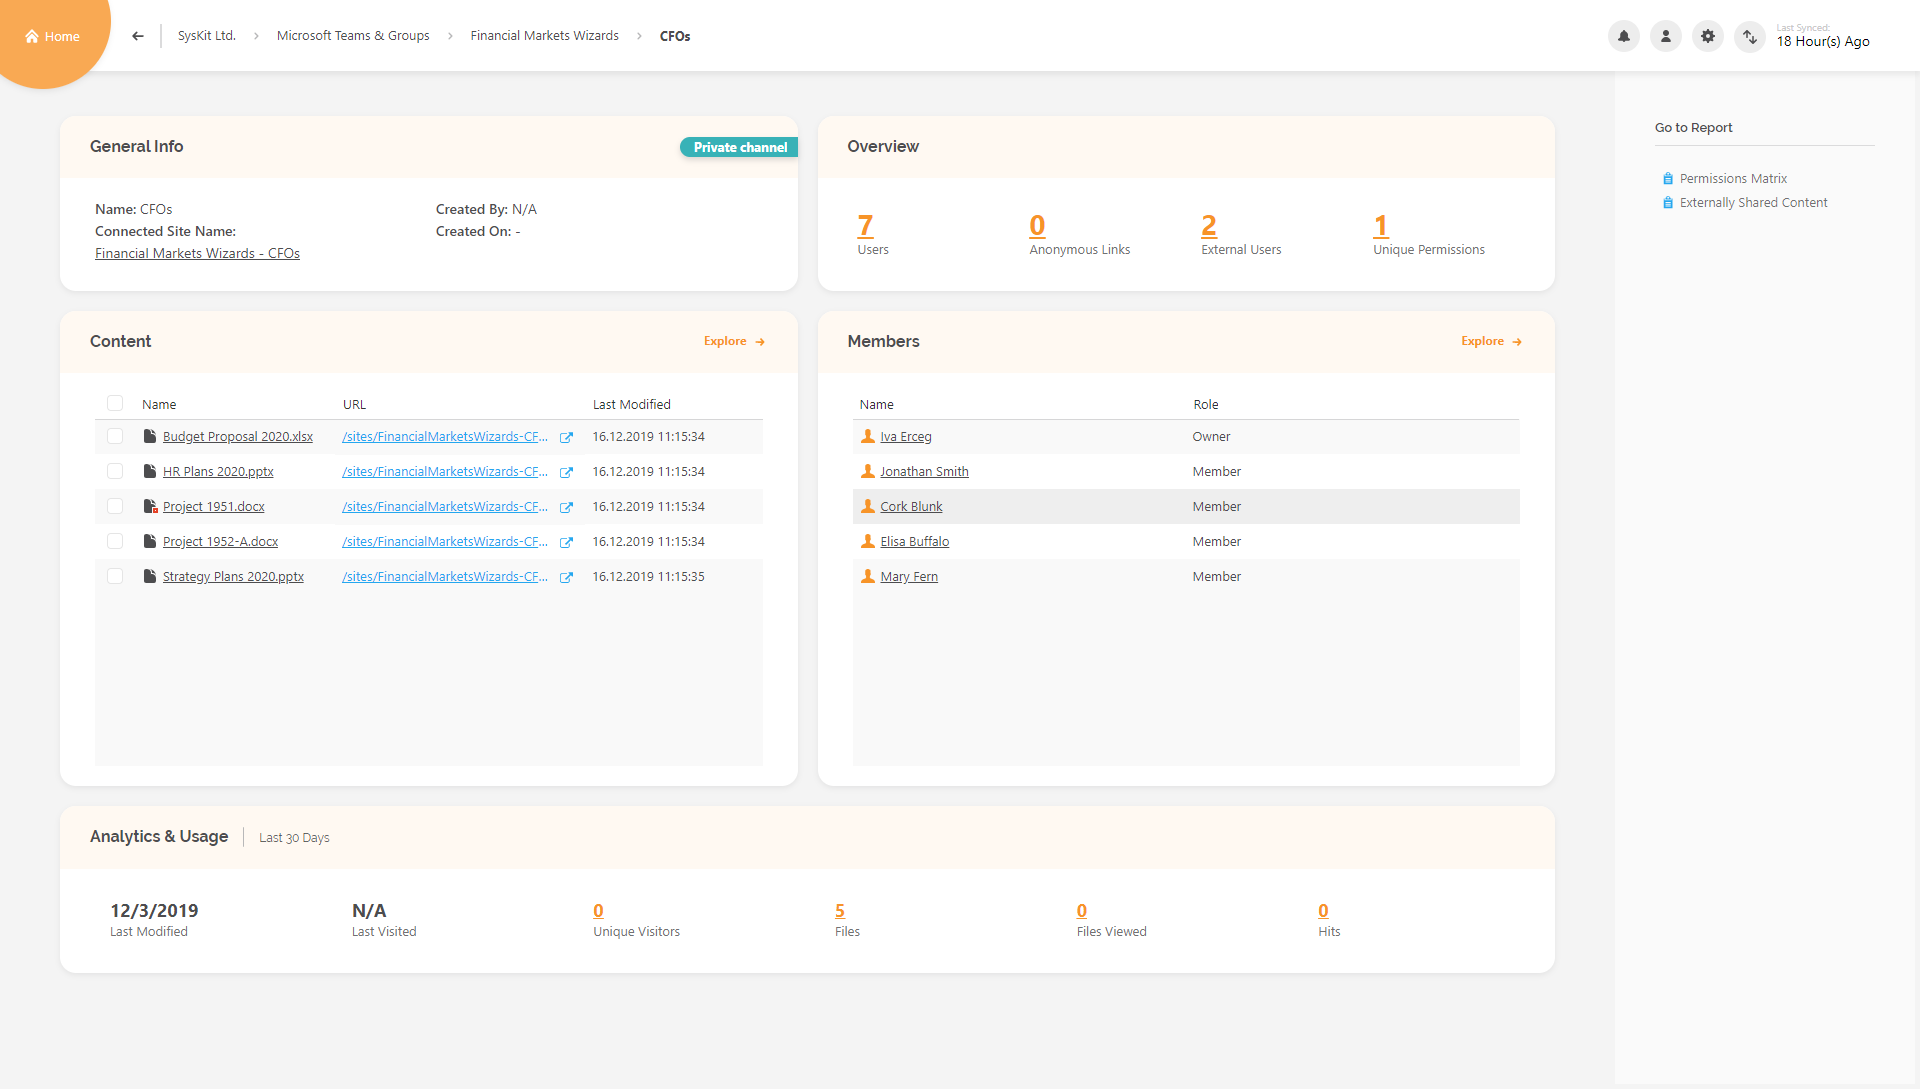 Home
SysKit Ltd. > Microsoft Teams & Groups > Financial Markets Wizards > CFOs
Last Synced:
18 Hour(s) Ago
General Info
Private channel
Name: CFOs
Connected Site Name:
Financial Markets Wizards - CFOs
Created By: N/A
Created On: -
Overview
7
Users
0
Anonymous Links
2
External Users
1
Unique Permissions
Go to Report
Permissions Matrix
Externally Shared Content
Content
Explore →
Name URL Last Modified
Budget Proposal 2020.xlsx /sites/FinancialMarketsWizards-CF... 16.12.2019 11:15:34
HR Plans 2020.pptx /sites/FinancialMarketsWizards-CF... 16.12.2019 11:15:34
Project 1951.docx /sites/FinancialMarketsWizards-CF... 16.12.2019 11:15:34
Project 1952-A.docx /sites/FinancialMarketsWizards-CF... 16.12.2019 11:15:34
Strategy Plans 2020.pptx /sites/FinancialMarketsWizards-CF... 16.12.2019 11:15:35
Members
Explore →
Name Role
Iva Erceg Owner
Jonathan Smith Member
Cork Blunk Member
Elisa Buffalo Member
Mary Fern Member
Analytics & Usage | Last 30 Days
12/3/2019
Last Modified
N/A
Last Visited
0
Unique Visitors
5
Files
0
Files Viewed
0
Hits